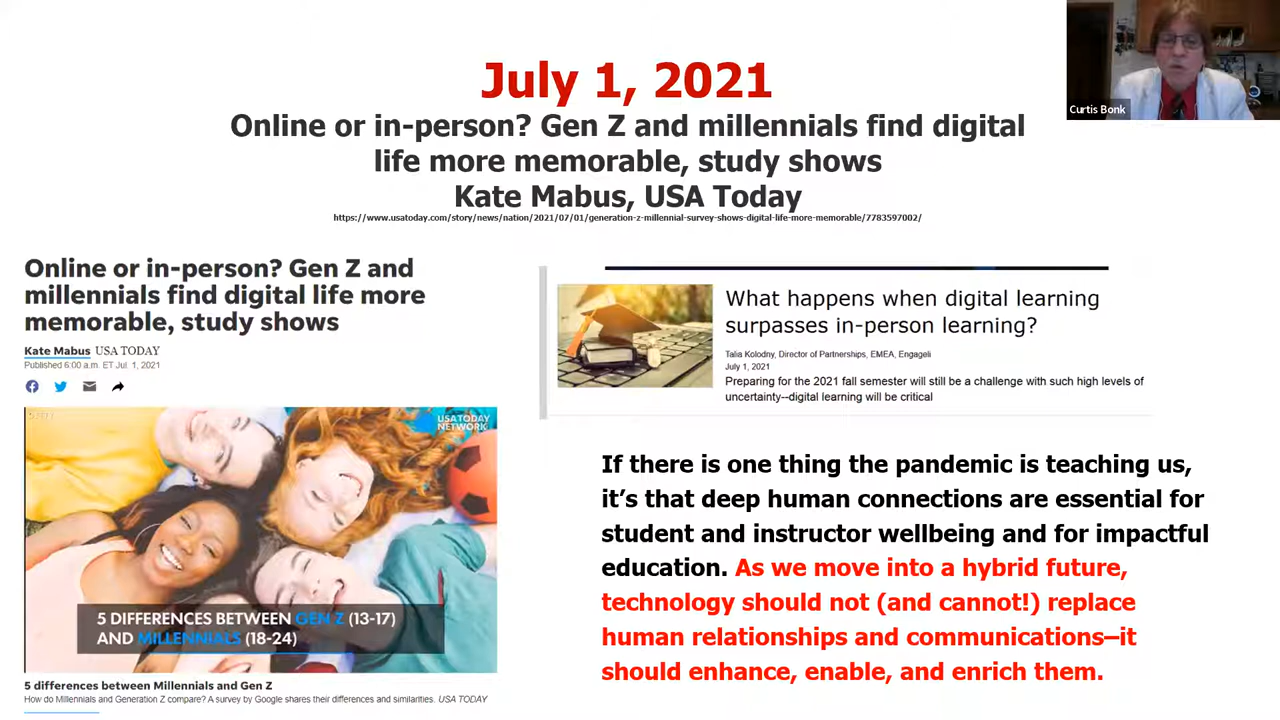 July 1, 2021
Online or in-person? Gen Z and millennials find digital
life more memorable, study shows
Kate Mabus, USA Today
https://www.usatoday.com/story/news/nation/2021/07/01/generation-z-millennial-survey-shows-digital-life-more-memorable/7783597002/
Curtis Bonk
Online or in-person? Gen Z and
millennials find digital life more
memorable, study shows
Kate Mabus USA TODAY
Published 6:00 a.m. ET Jul. 1, 2021
USA TODAY
NETWORK
5 DIFFERENCES BETWEEN GEN Z (13-17)
AND MILLENNIALS (18-24)
5 differences between Millennials and Gen Z
How do Millennials and Generation Z compare? A survey by Google shares their differences and similarities. USA TODAY
What happens when digital learning
surpasses in-person learning?
Talia Kolodny, Director of Partnerships, EMEA, Engageli
July 1, 2021
Preparing for the 2021 fall semester will still be a challenge with such high levels of
uncertainty--digital learning will be critical
If there is one thing the pandemic is teaching us,
it's that deep human connections are essential for
student and instructor wellbeing and for impactful
education. As we move into a hybrid future,
technology should not (and cannot!) replace
human relationships and communications–it
should enhance, enable, and enrich them.